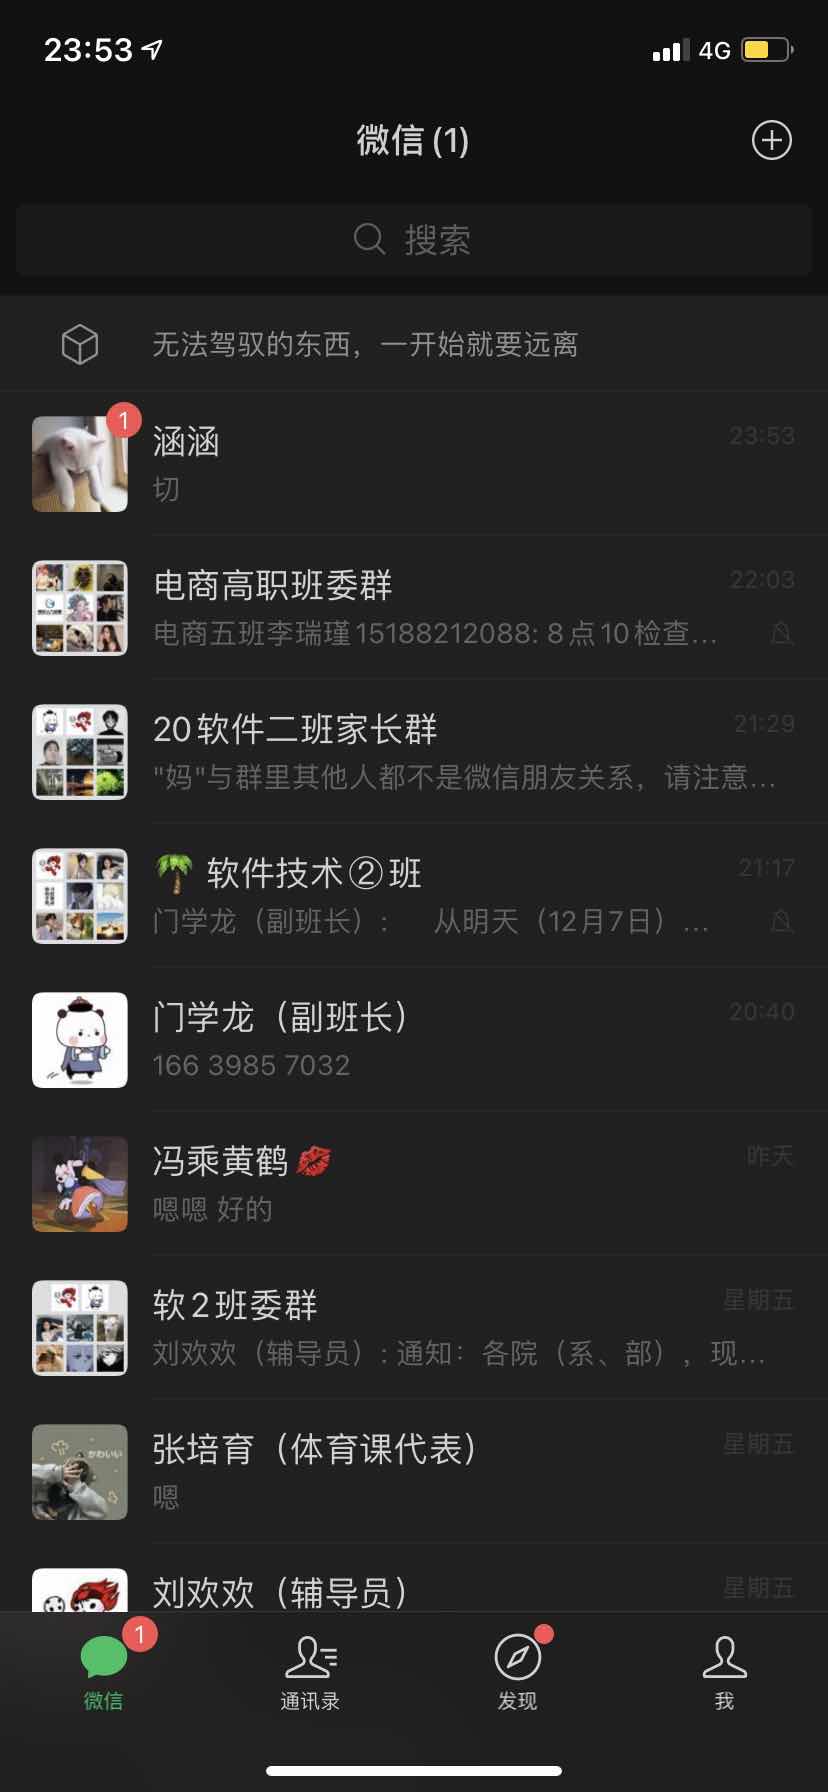 23:53
4G
微信(1)
搜索
无法驾驭的东西，一开始就要远离
1
涵涵
23:53
切
电商高职班委群
22:03
电商五班李瑞瑾15188212088: 8点10检查...
20软件二班家长群
21:29
"妈"与群里其他人都不是微信朋友关系，请注意...
🌴 软件技术②班
21:17
门学龙（副班长）: 从明天（12月7日）...
门学龙（副班长）
20:40
166 3985 7032
冯乘黄鹤💋
昨天
嗯嗯 好的
软2班委群
星期五
刘欢欢（辅导员）: 通知：各院（系、部），现...
张培育（体育课代表）
星期五
嗯
かわいい
刘欢欢（辅导员）
星期五
1
微信
通讯录
发现
我